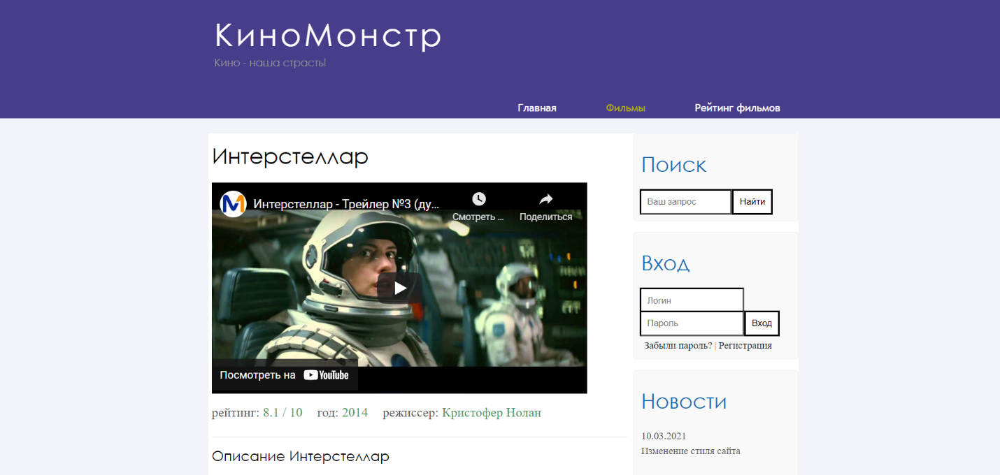 КиноМонстр
Кино - наша страсть!
Главная Фильмы Рейтинг фильмов
Интерстеллар
Интерстеллар - Трейлер №3 (ду...
Смотреть ... Поделиться
Посмотреть на YouTube
рейтинг: 8.1 / 10 год: 2014 режиссер: Кристофер Нолан
Описание Интерстеллар
Поиск
Ваш запрос Найти
Вход
Логин
Пароль Вход
Забыли пароль? | Регистрация
Новости
10.03.2021
Изменение стиля сайта